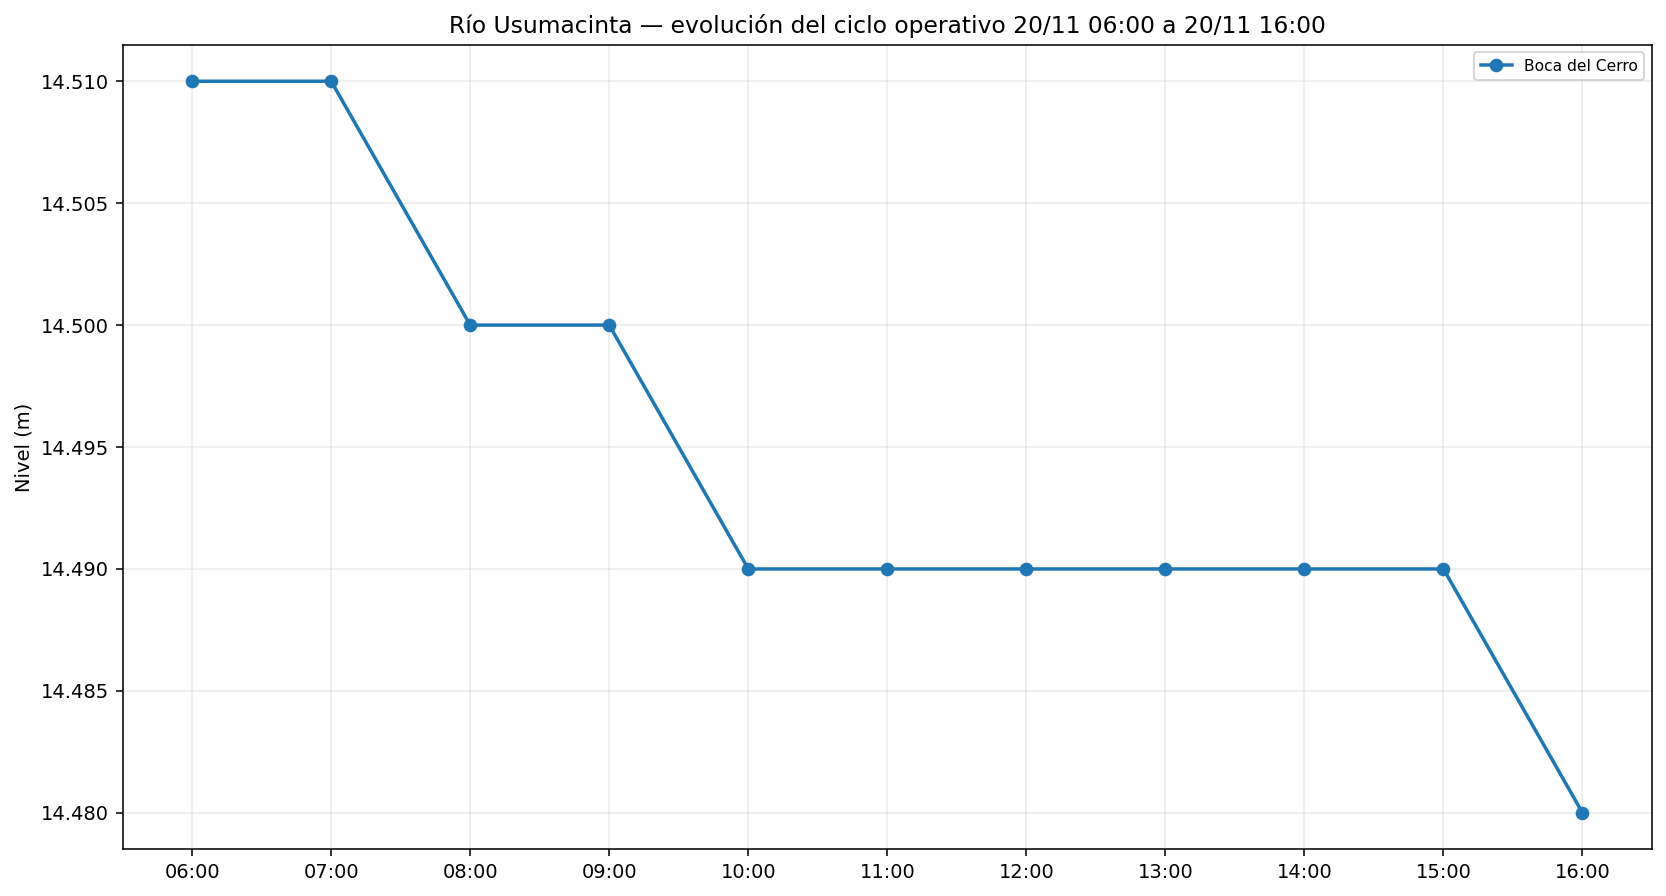 Río Usumacinta — evolución del ciclo operativo 20/11 06:00 a 20/11 16:00
Boca del Cerro
Nivel (m)
14.510
14.505
14.500
14.495
14.490
14.485
14.480
06:00 07:00 08:00 09:00 10:00 11:00 12:00 13:00 14:00 15:00 16:00